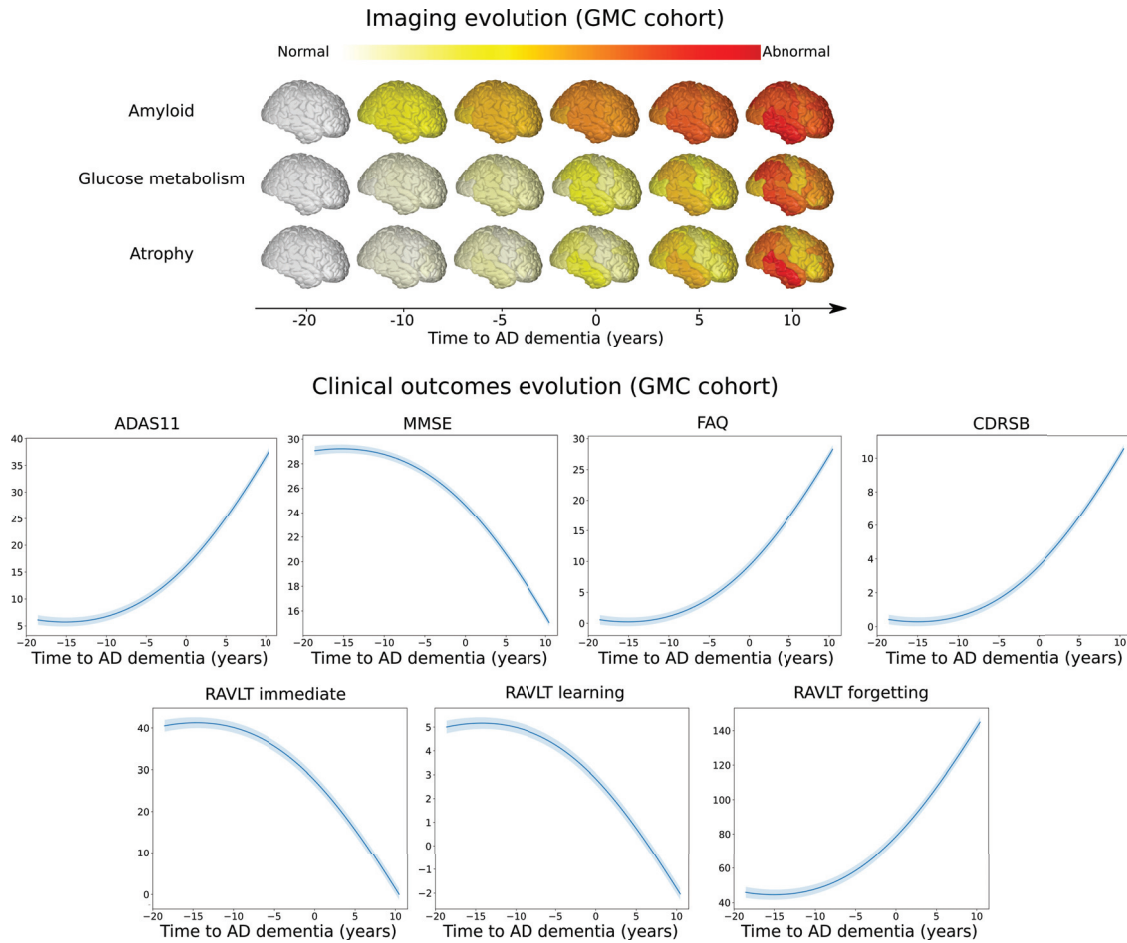 Imaging evolution (GMC cohort)
Normal Abnormal
Amyloid
Glucose metabolism
Atrophy
-20 -10 -5 0 5 10
Time to AD dementia (years)
Clinical outcomes evolution (GMC cohort)
ADAS11 MMSE FAQ CDRSB
40 35 30 25 20 15 10 5
−20 −15 −10 −5 0 5 10
Time to AD dementia (years)
30 28 26 24 22 20 18 16
−20 −15 −10 −5 0 5 10
Time to AD dementia (years)
30 25 20 15 10 5 0
−20 −15 −10 −5 0 5 10
Time to AD dementia (years)
10 8 6 4 2 0
−20 −15 −10 −5 0 5 10
Time to AD dementia (years)
RAVLT immediate RAVLT learning RAVLT forgetting
40 30 20 10 0
−20 −15 −10 −5 0 5 10
Time to AD dementia (years)
5 4 3 2 1 0 −1 −2
−20 −15 −10 −5 0 5 10
Time to AD dementia (years)
140 120 100 80 60 40
−20 −15 −10 −5 0 5 10
Time to AD dementia (years)